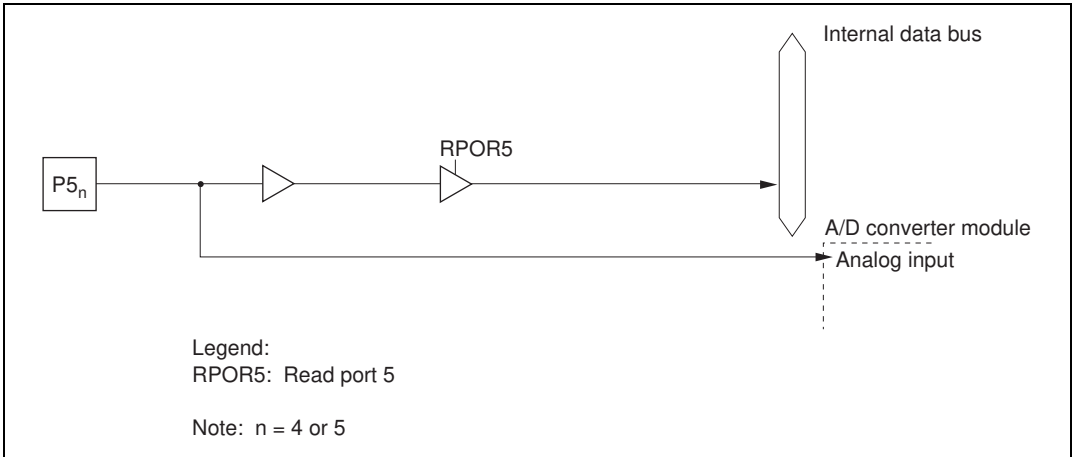 Internal data bus
RPOR5
P5n
A/D converter module
Analog input
Legend:
RPOR5: Read port 5
Note: n = 4 or 5